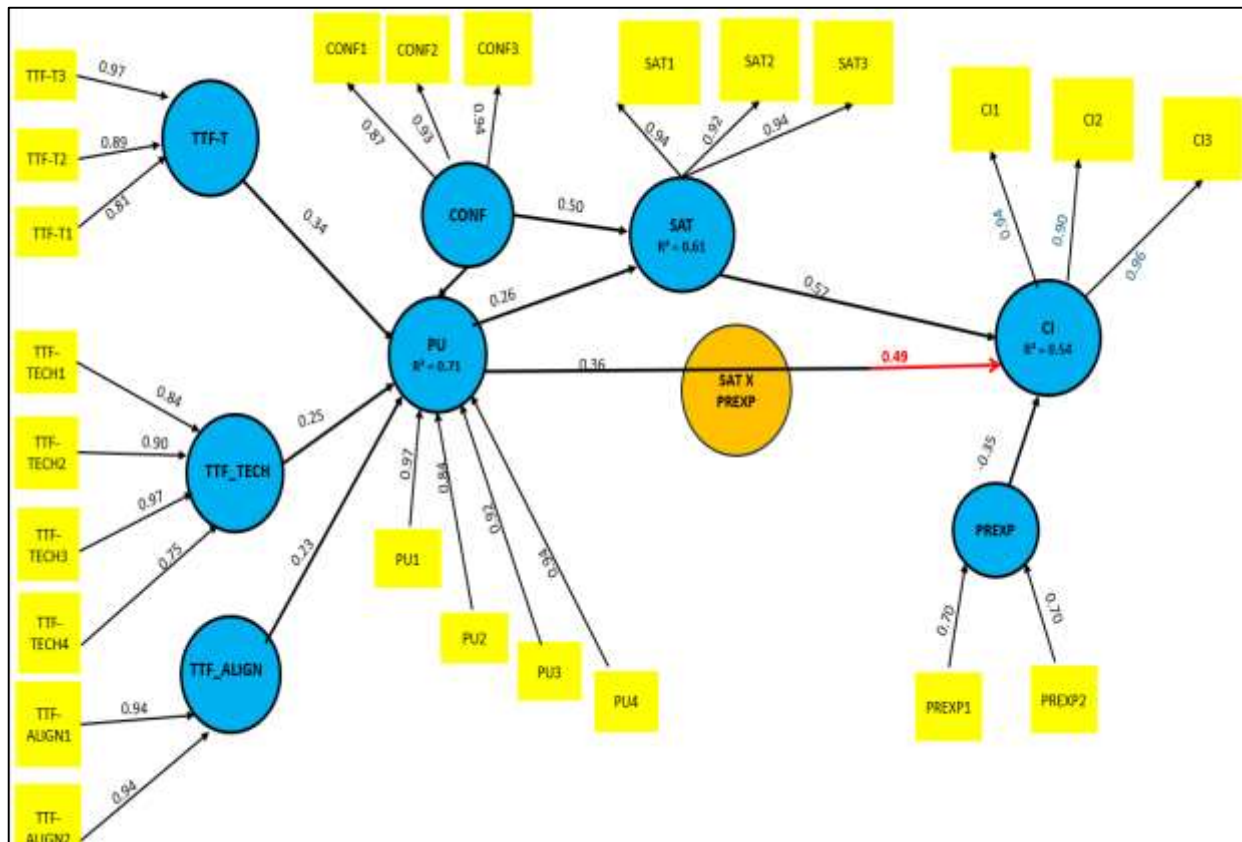 CONF1
CONF2
CONF3
SAT1
SAT2
SAT3
CI1
CI2
CI3
TTF-T3
TTF-T2
TTF-T1
0.97
0.89
0.81
TTF-T
0.87
0.93
0.94
CONF
0.94
0.92
0.94
SAT
R² = 0.61
0.94
0.90
0.96
CI
R² = 0.54
0.34
0.50
0.26
0.57
PU
R² = 0.71
0.36
0.49
SAT X
PREXP
-0.35
PREXP
0.70
0.70
PREXP1
PREXP2
TTF-
TECH1
TTF-
TECH2
TTF-
TECH3
TTF-
TECH4
0.84
0.90
0.97
0.75
TTF_TECH
0.25
0.23
0.97
0.84
0.92
0.94
PU1
PU2
PU3
PU4
TTF_ALIGN
TTF-
ALIGN1
TTF-
ALIGN2
0.94
0.94